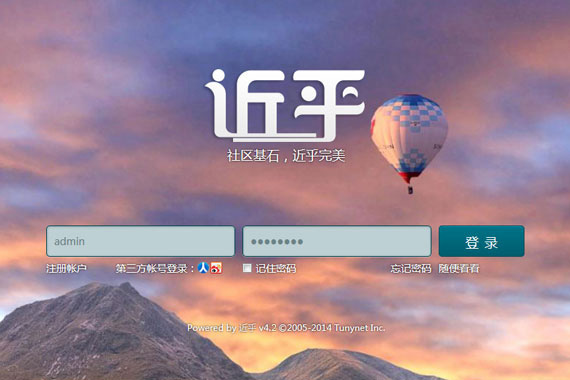 近乎
社区基石，近乎完美
admin
●●●●●●●●
登 录
注册帐户 第三方帐号登录： 记住密码 忘记密码 随便看看
Powered by 近乎 v4.2 ©2005-2014 Tunynet Inc.